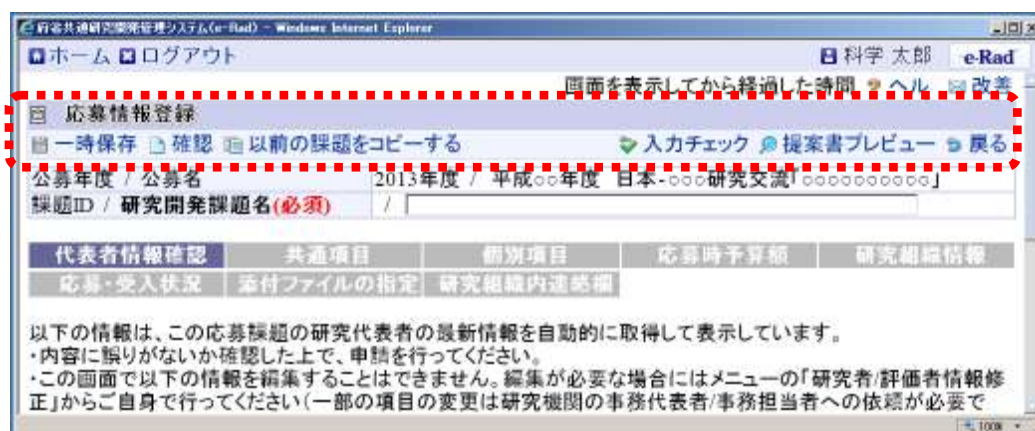 府省共通研究開発管理システム(e-Rad) - Windows Internet Explorer
ホーム ログアウト 科学 太郎 e-Rad
画面を表示してから経過した時間 ヘル 改善
応募情報登録
一時保存 確認 以前の課題をコピーする 入力チェック 提案書プレビュー 戻る
公募年度 / 公募名 2013年度 / 平成○○年度 日本-○○○研究交流「○○○○○○○○○○」
課題ID / 研究開発課題名(必須) /
代表者情報確認 共通項目 個別項目 応募時予算額 研究組織情報
応募・受入状況 添付ファイルの指定 研究組織内連絡欄
以下の情報は、この応募課題の研究代表者の最新情報を自動的に取得して表示しています。
・内容に誤りがないか確認した上で、申請を行ってください。
・この画面で以下の情報を編集することはできません。編集が必要な場合にはメニューの「研究者/評価者情報修
正」からご自身で行ってください(一部の項目の変更は研究機関の事務代表者/事務担当者への依頼が必要で
100%